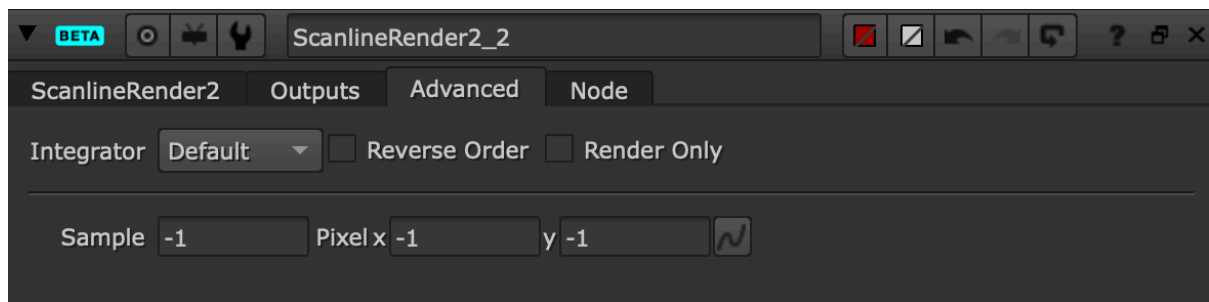 BETA ScanlineRender2_2 ?
ScanlineRender2 Outputs Advanced Node
Integrator Default Reverse Order Render Only
Sample -1 Pixel x -1 y -1